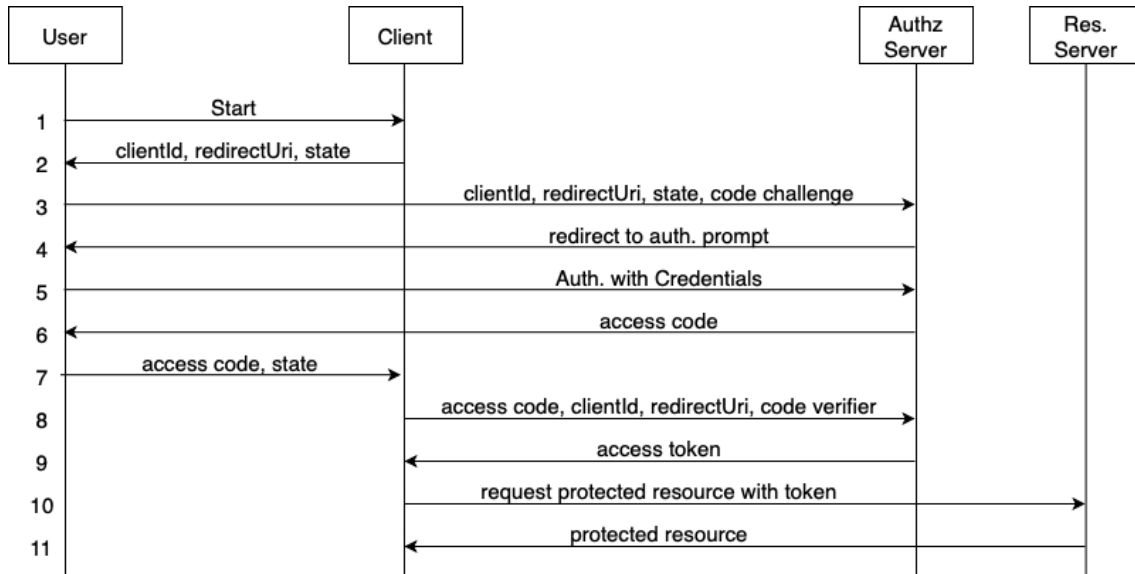 User
Client
Authz
Server
Res.
Server
1
Start
2
clientId, redirectUri, state
3
clientId, redirectUri, state, code challenge
4
redirect to auth. prompt
5
Auth. with Credentials
6
access code
7
access code, state
8
access code, clientId, redirectUri, code verifier
9
access token
10
request protected resource with token
11
protected resource